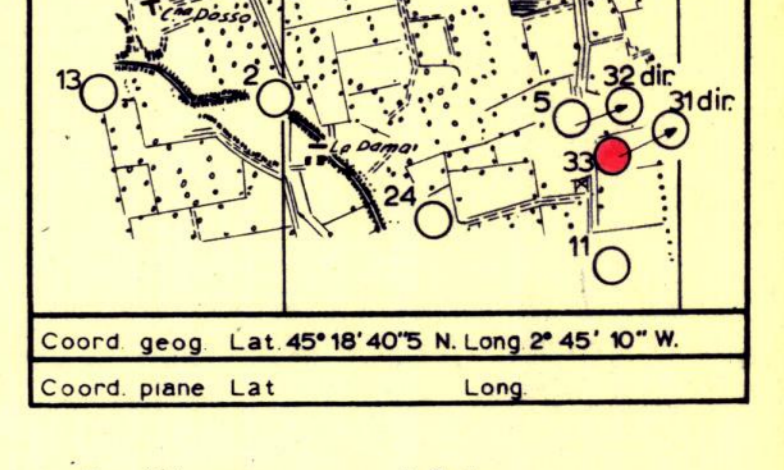 C.na Dosso
13
2
32 dir.
5
31 dir.
La Dama
33
24
11
Coord. geog. Lat. 45° 18' 40"5 N. Long. 2° 45' 10" W.
Coord. piane Lat Long.